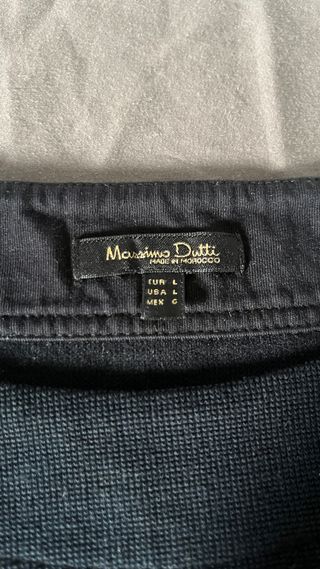 Massimo Dutti
MADE IN MOROCCO
EUR L
USA L
MEX G